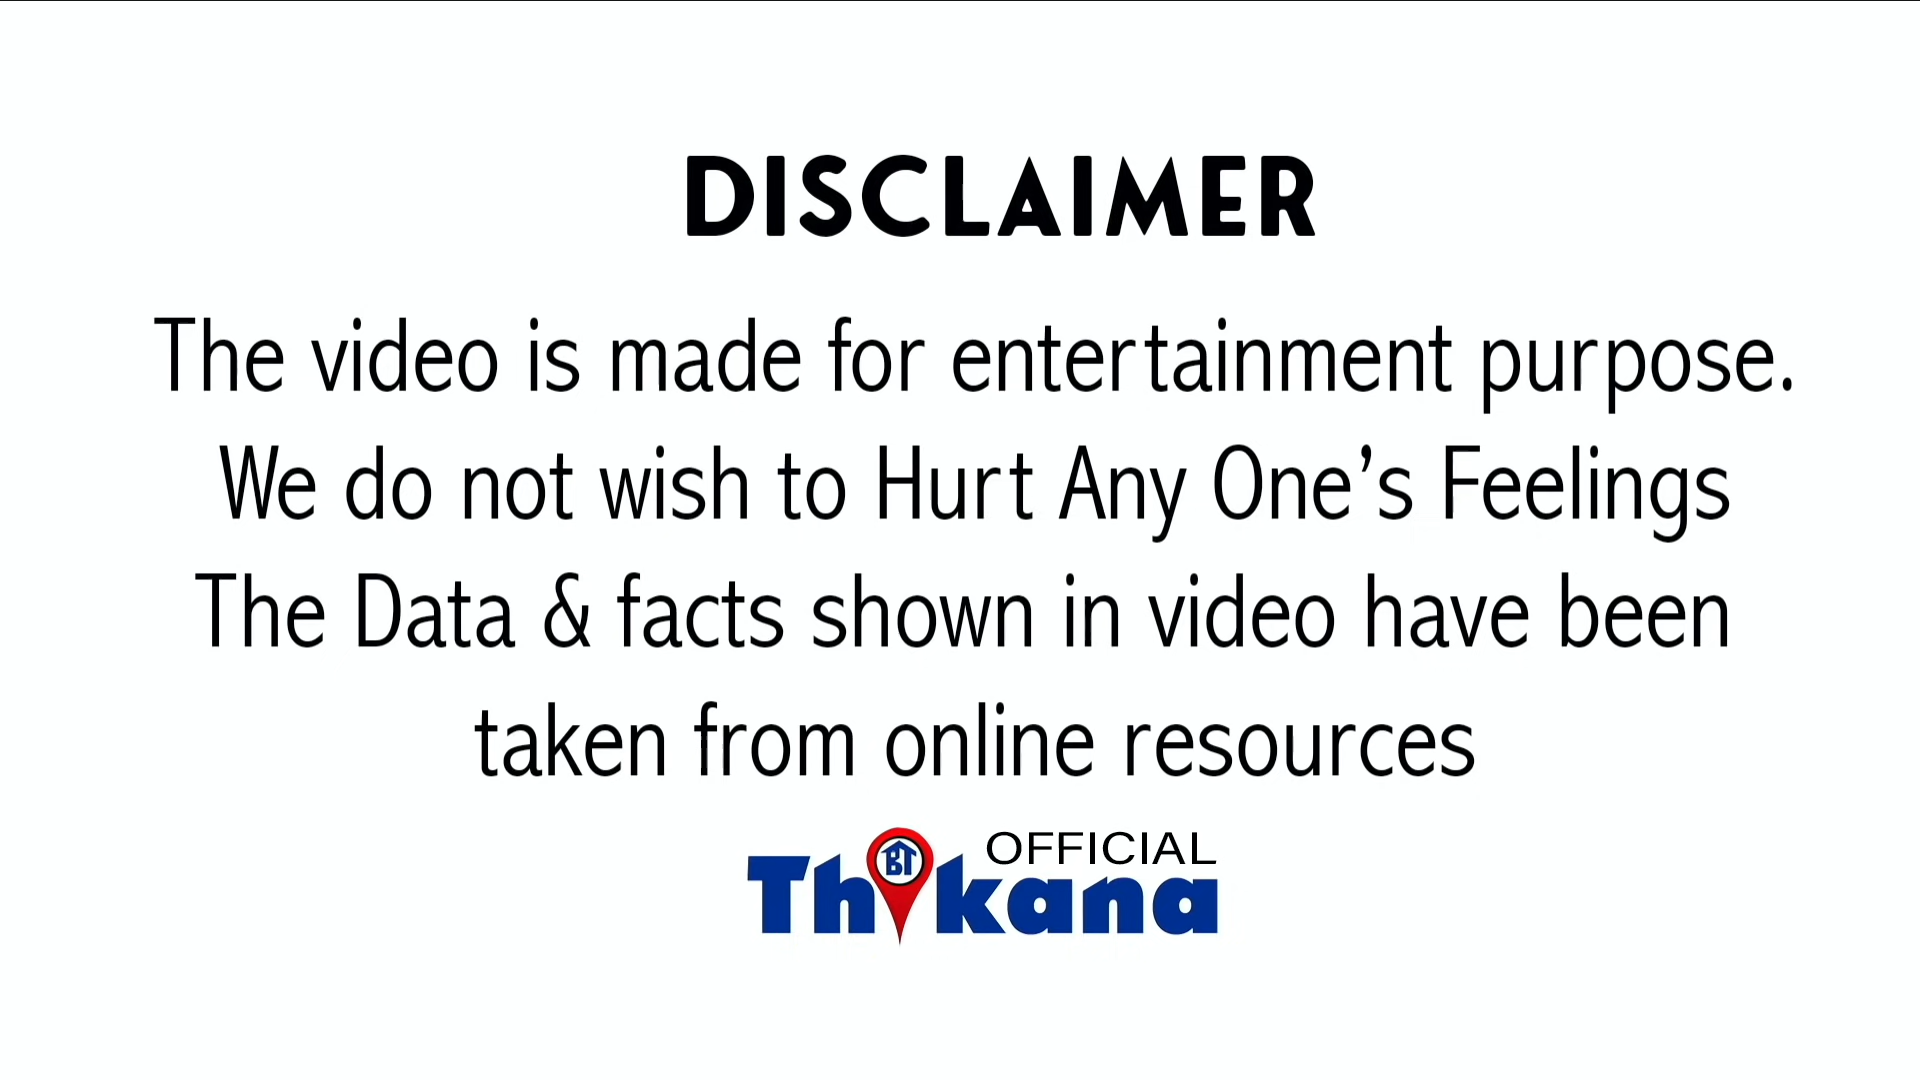 DISCLAIMER
The video is made for entertainment purpose.
We do not wish to Hurt Any One’s Feelings
The Data & facts shown in video have been
taken from online resources
OFFICIAL
BT
Thikana